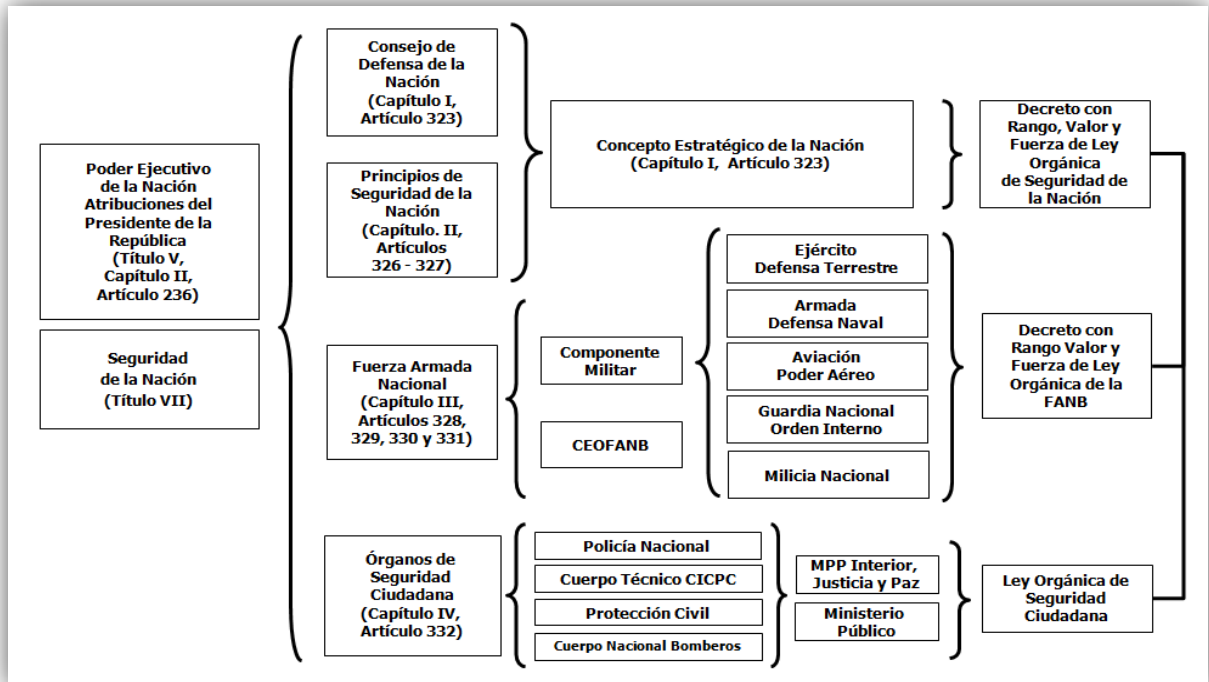 Poder Ejecutivo
de la Nación
Atribuciones del
Presidente de la
República
(Título V,
Capítulo II,
Artículo 236)
Seguridad
de la Nación
(Título VII)
Consejo de
Defensa de la
Nación
(Capítulo I,
Artículo 323)
Principios de
Seguridad de la
Nación
(Capítulo. II,
Artículos
326 - 327)
Concepto Estratégico de la Nación
(Capítulo I, Artículo 323)
Decreto con
Rango, Valor y
Fuerza de Ley
Orgánica
de Seguridad de
la Nación
Fuerza Armada
Nacional
(Capítulo III,
Artículos 328,
329, 330 y 331)
Componente
Militar
CEOFANB
Ejército
Defensa Terrestre
Armada
Defensa Naval
Aviación
Poder Aéreo
Guardia Nacional
Orden Interno
Milicia Nacional
Decreto con
Rango Valor y
Fuerza de Ley
Orgánica de la
FANB
Órganos de
Seguridad
Ciudadana
(Capítulo IV,
Artículo 332)
Policía Nacional
Cuerpo Técnico CICPC
Protección Civil
Cuerpo Nacional Bomberos
MPP Interior,
Justicia y Paz
Ministerio
Público
Ley Orgánica de
Seguridad
Ciudadana